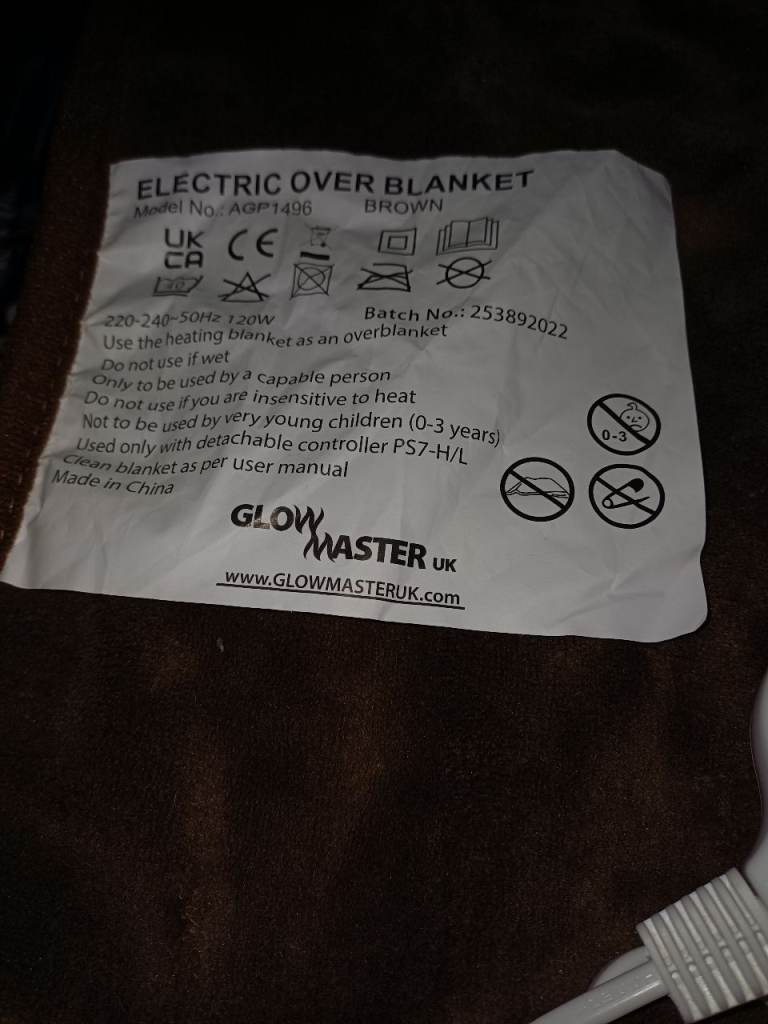 ELECTRIC OVER BLANKET
Model No.: AGP1496 BROWN
UK
CA CE
40
220-240~50Hz 120W Batch No.: 253892022
Use the heating blanket as an overblanket
Do not use if wet
Only to be used by a capable person
Do not use if you are insensitive to heat
Not to be used by very young children (0-3 years)
Used only with detachable controller PS7-H/L
Clean blanket as per user manual
Made in China
0-3
GLOW
MASTER UK
www.GLOWMASTERUK.com